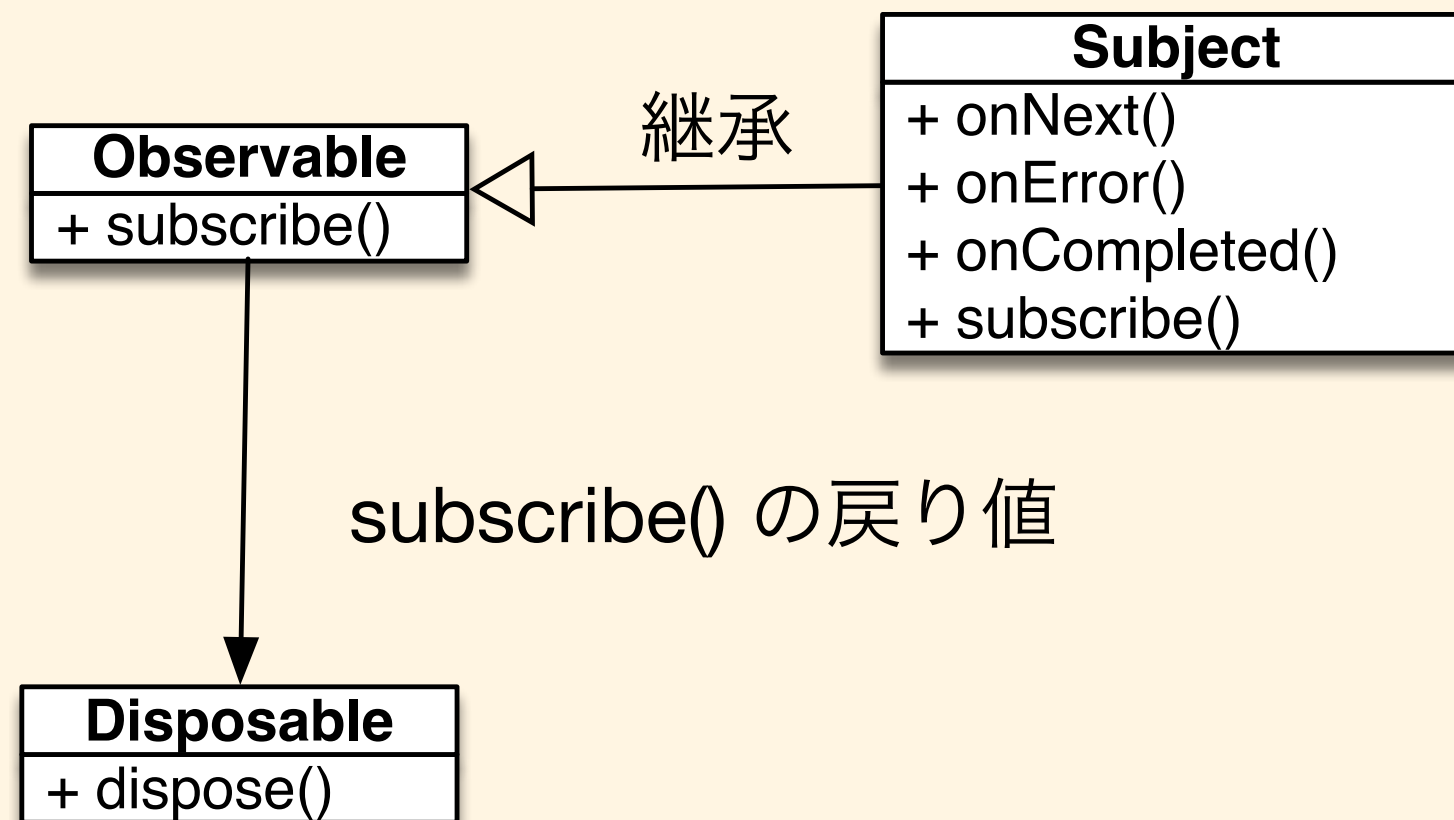 Subject
+ onNext()
+ onError()
+ onCompleted()
+ subscribe()
継承
Observable
+ subscribe()
subscribe() の戻り値
Disposable
+ dispose()